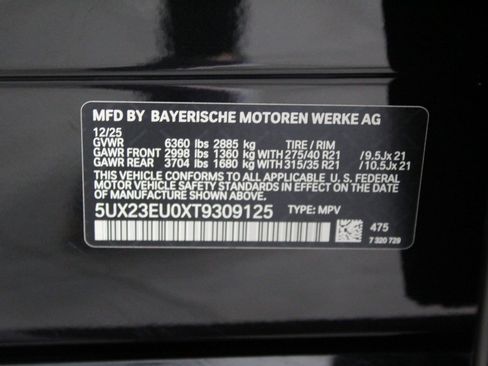 MFD BY BAYERISCHE MOTOREN WERKE AG
12/25
GVWR 6360 lbs 2885 kg TIRE / RIM
GAWR FRONT 2998 lbs 1360 kg WITH 275/40 R21 /9.5Jx 21
GAWR REAR 3704 lbs 1680 kg WITH 315/35 R21 /10.5Jx 21
THIS VEHICLE CONFORMS TO ALL APPLICABLE U. S. FEDERAL
MOTOR VEHICLE SAFETY AND THEFT PREVENTION STANDARDS
IN EFFECT ON THE DATE OF MANUFACTURE SHOWN ABOVE.
5UX23EU0XT9309125 TYPE: MPV
475
7 320 729